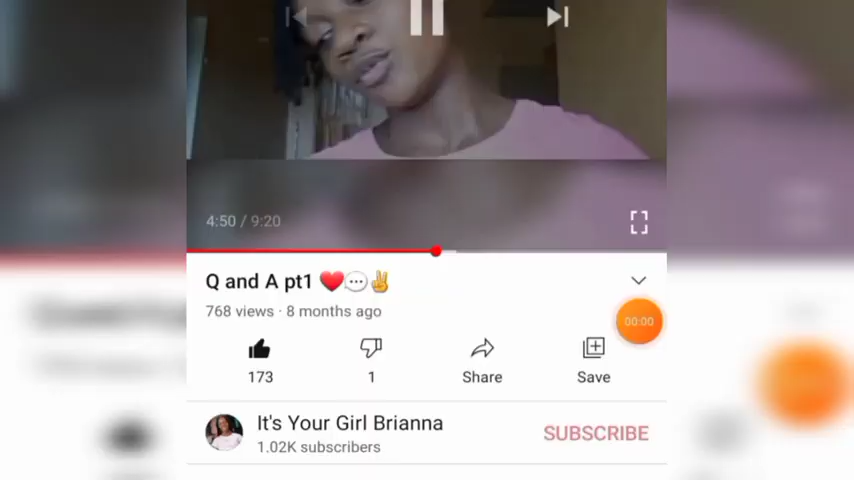 4:50 / 9:20
Q and A pt1 ❤️💬✌️
768 views · 8 months ago
00:00
173
1
Share
Save
It's Your Girl Brianna
1.02K subscribers
SUBSCRIBE